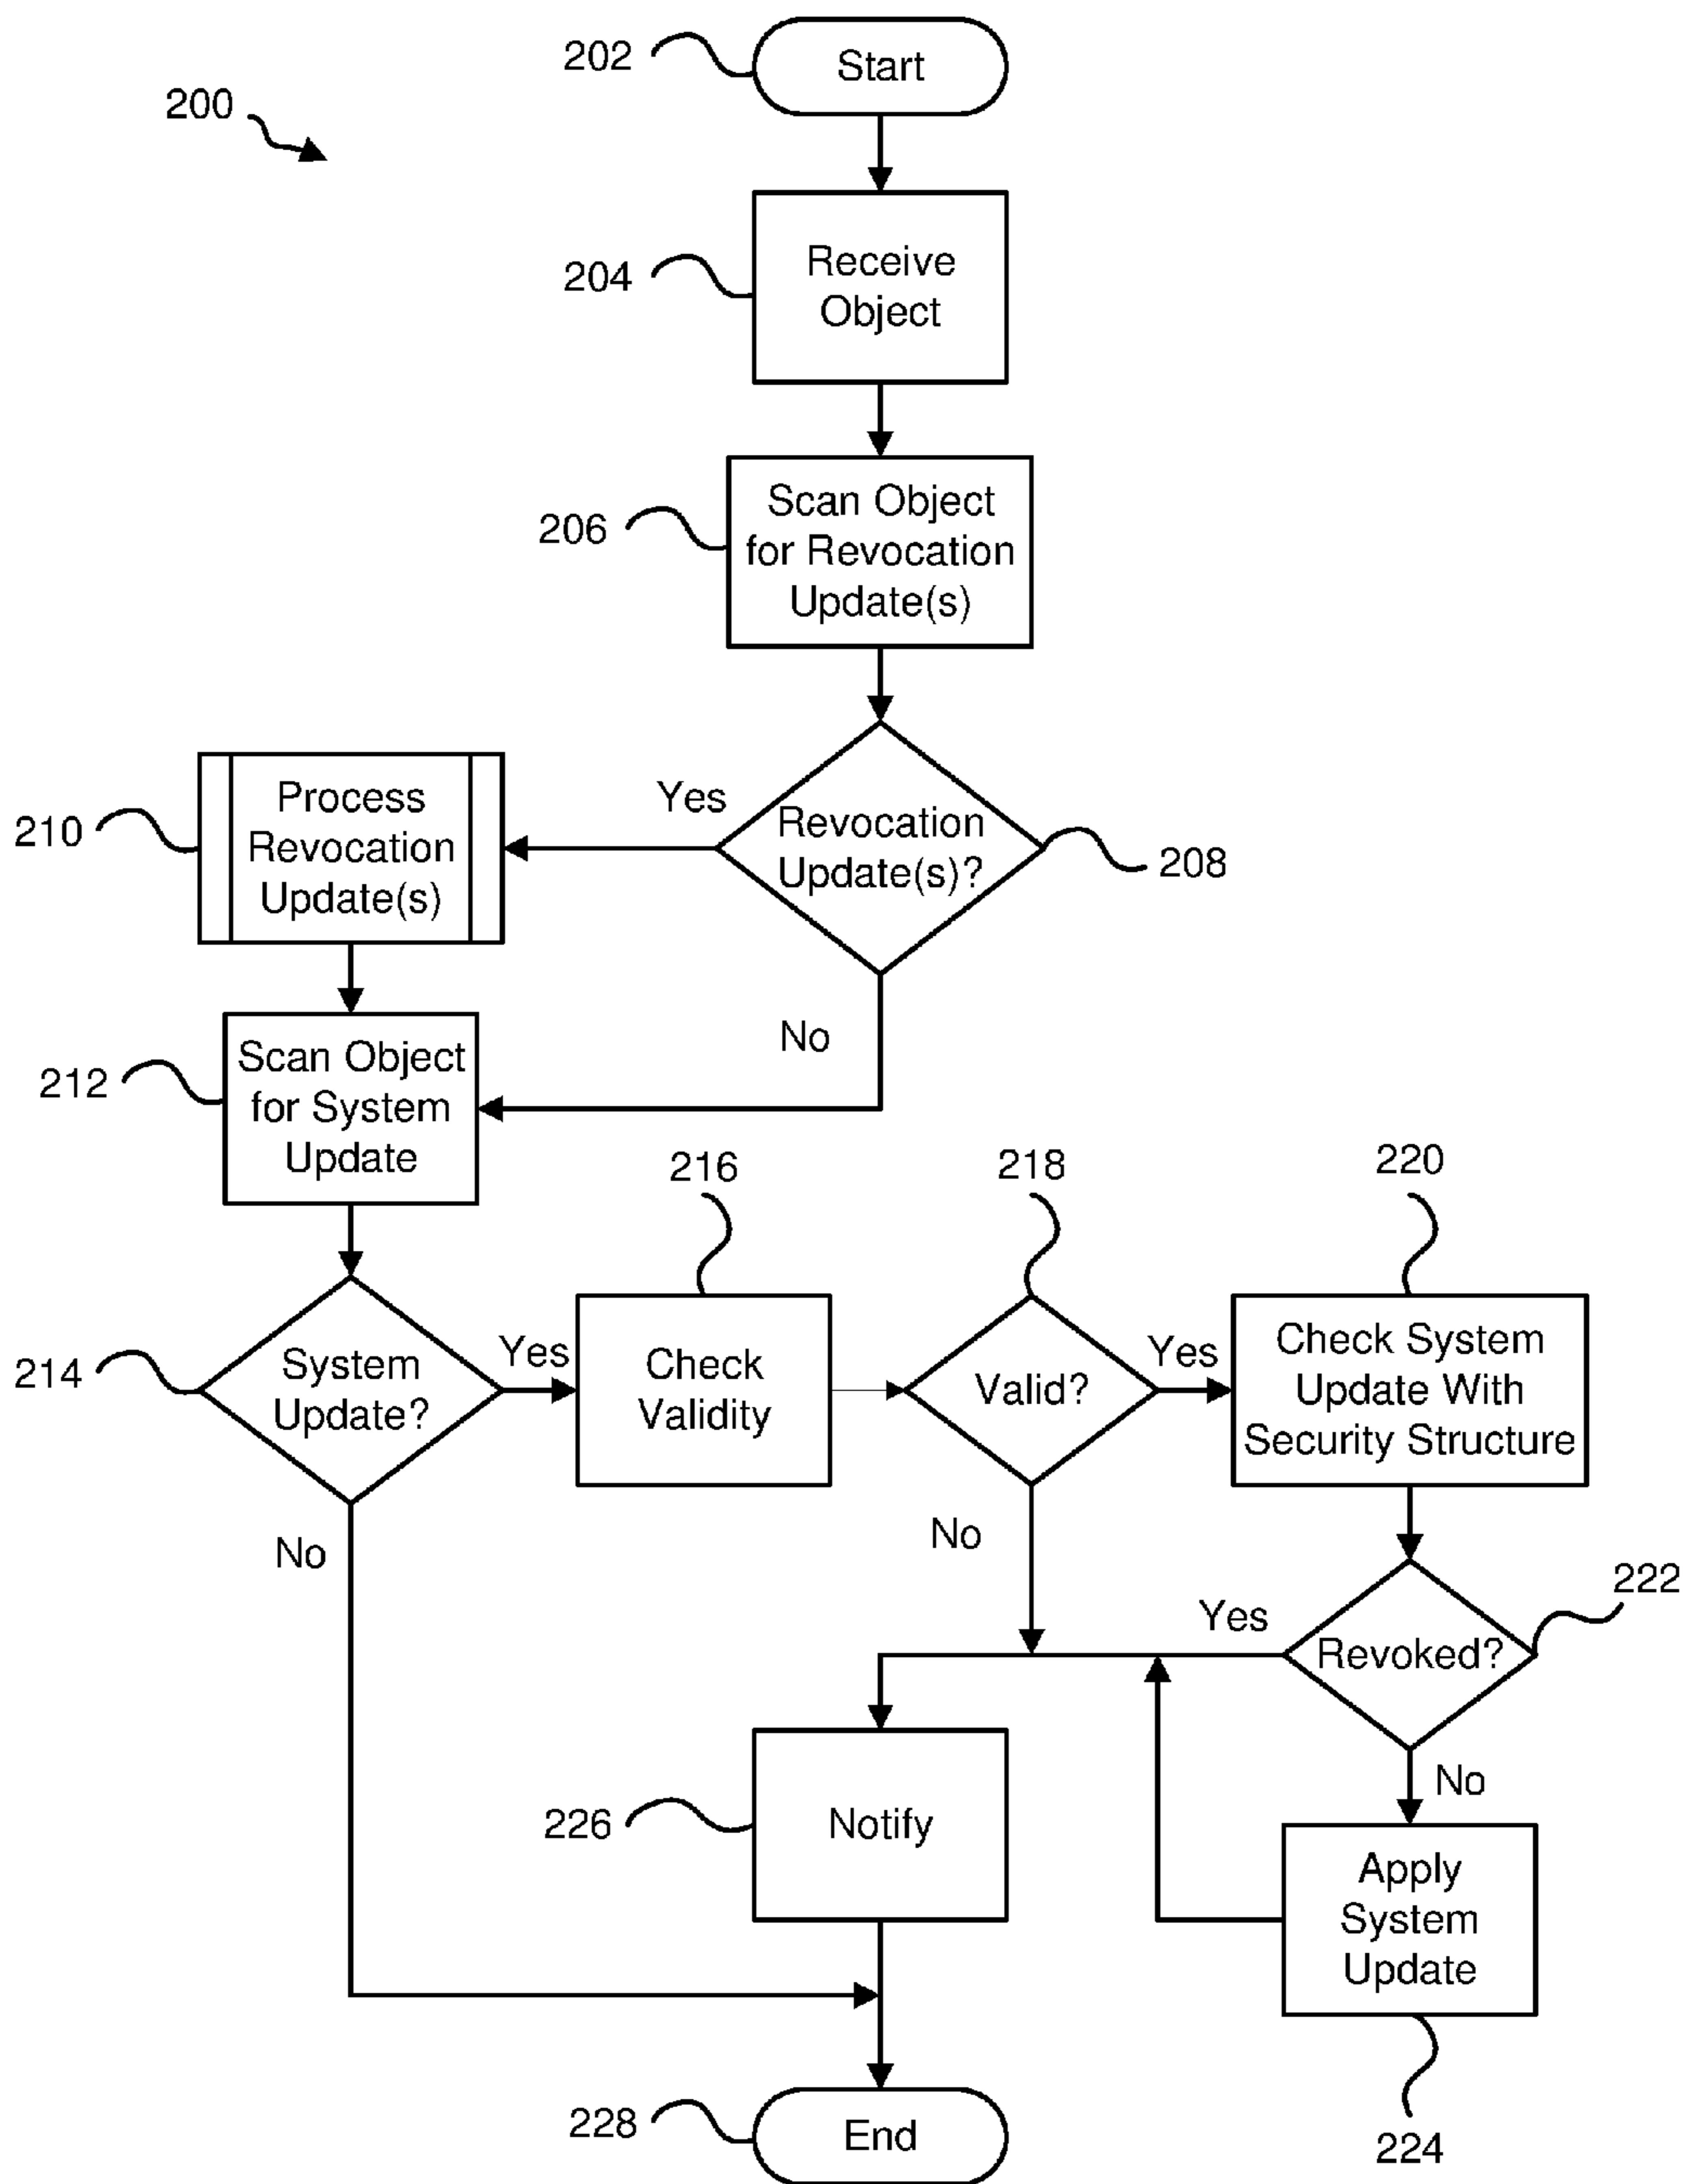 202
Start
200
204
Receive
Object
206
Scan Object
for Revocation
Update(s)
210
Process
Revocation
Update(s)
Yes
Revocation
Update(s)?
208
No
212
Scan Object
for System
Update
214
System
Update?
Yes
216
Check
Validity
218
Valid?
Yes
220
Check System
Update With
Security Structure
No
No
Yes
Revoked?
222
No
226
Notify
Apply
System
Update
224
228
End